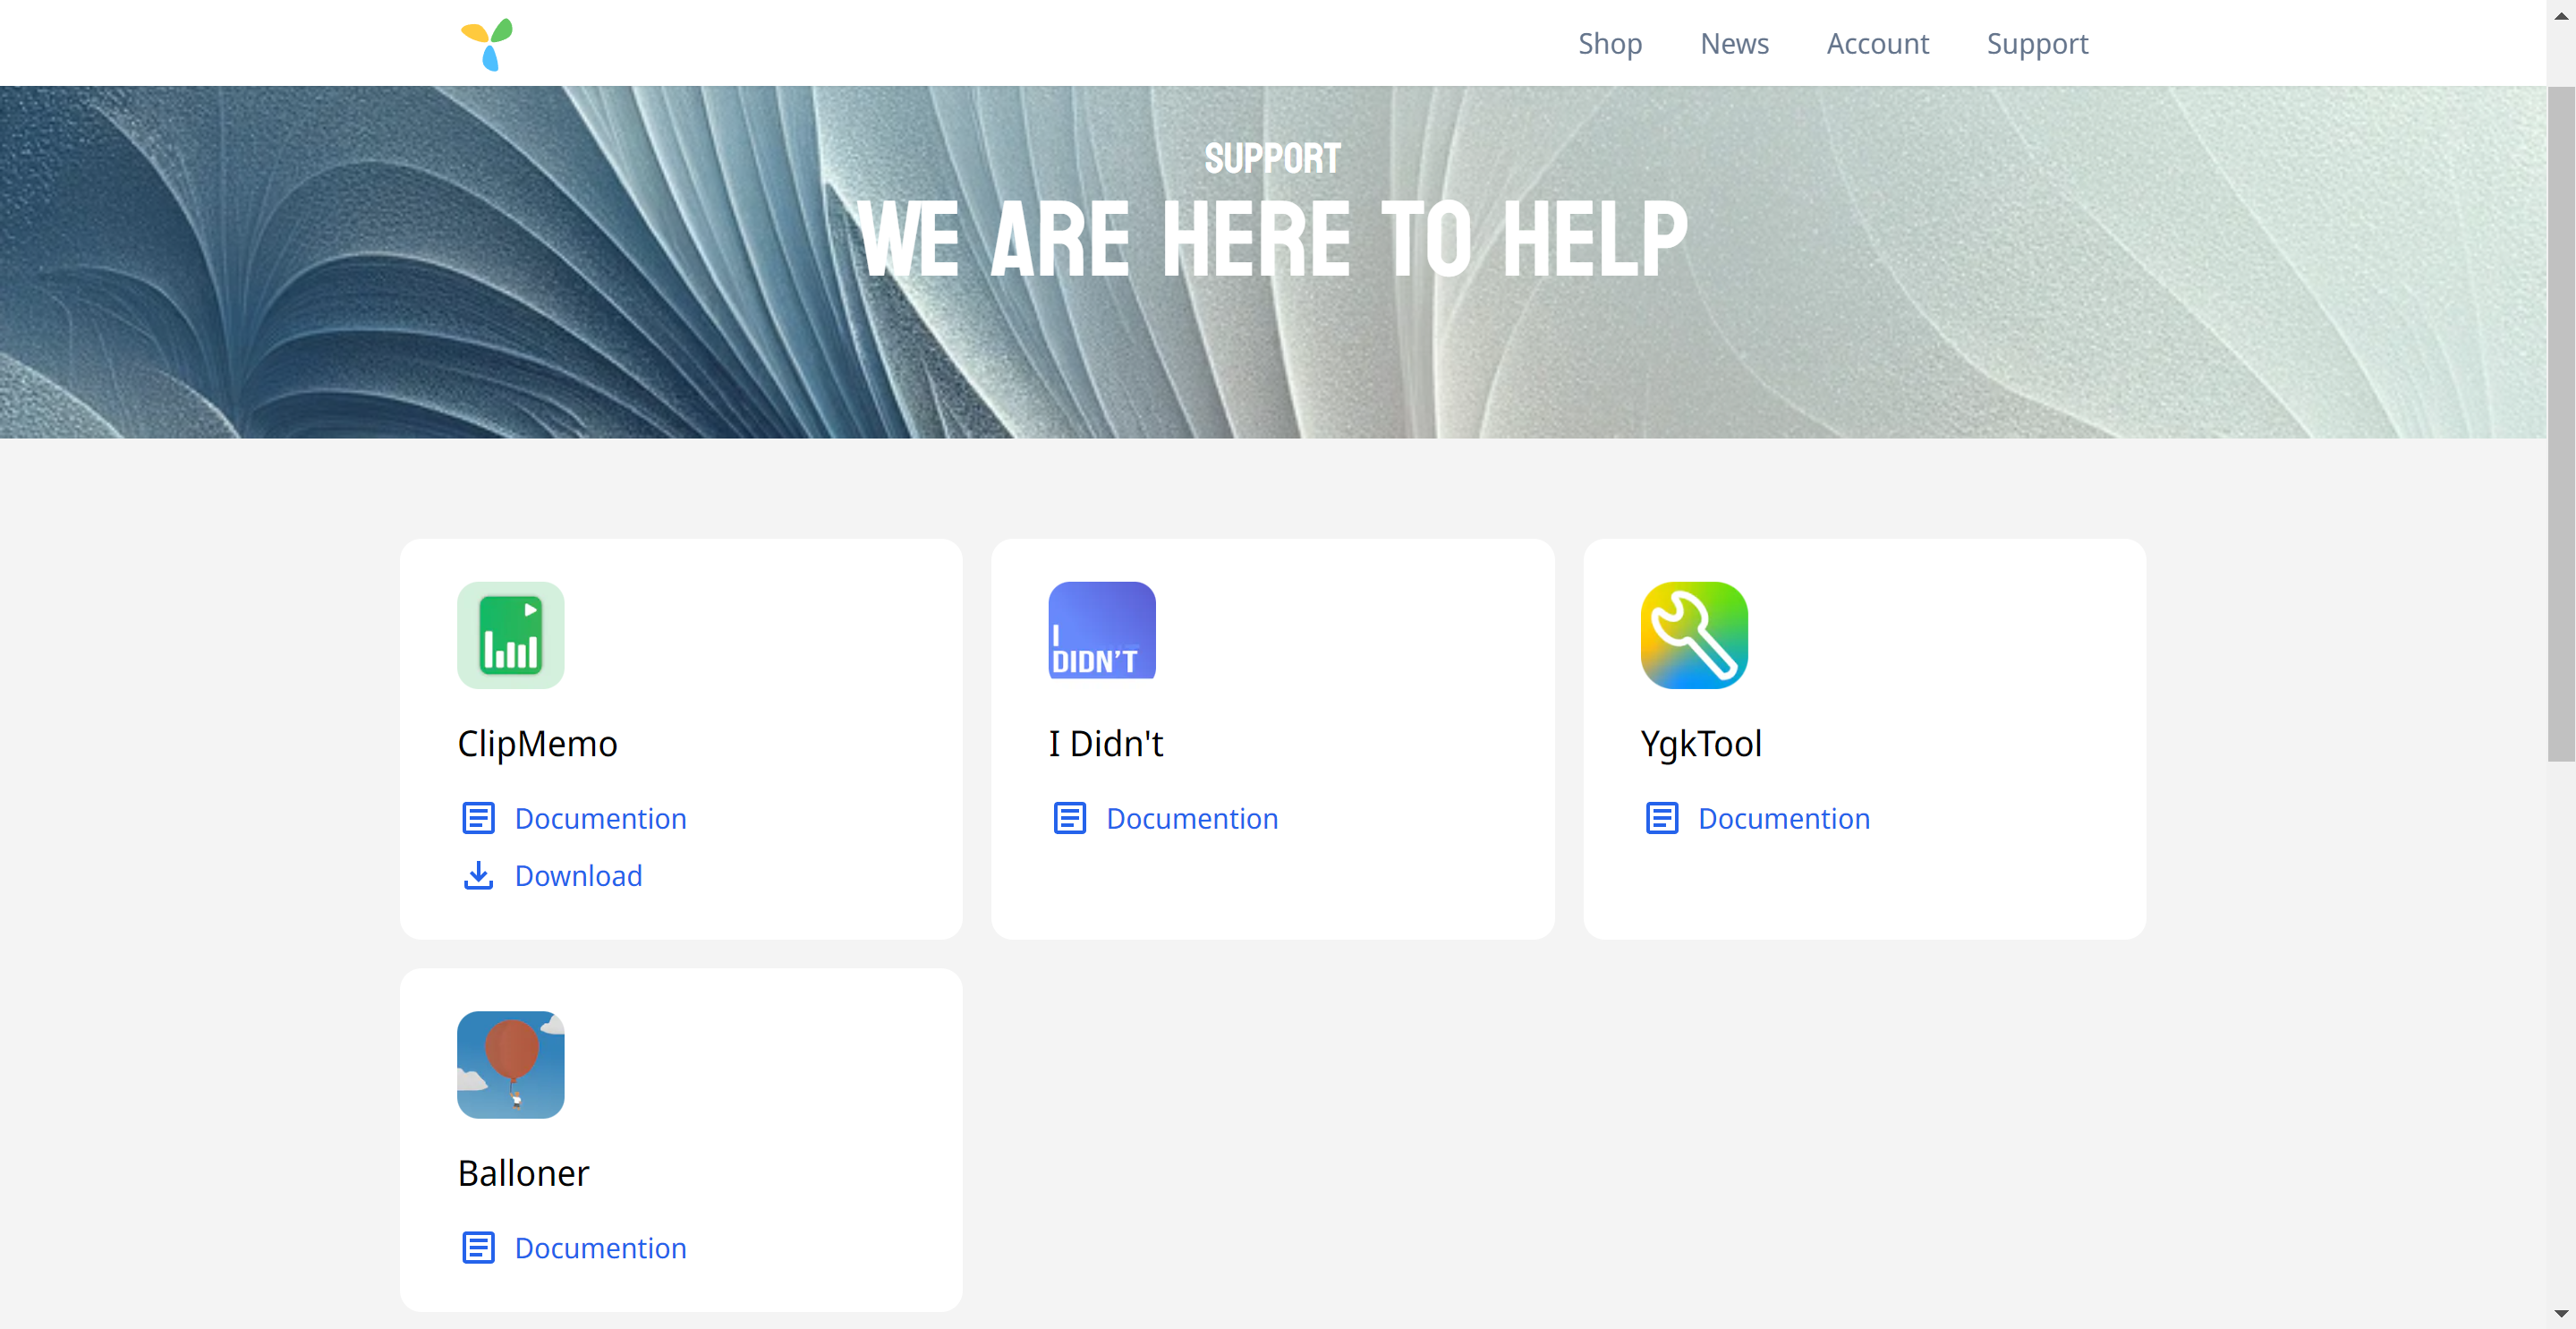 Shop News Account Support
SUPPORT
WE ARE HERE TO HELP
I
DIDN'T
ClipMemo
Documention
Download
I Didn't
Documention
YgkTool
Documention
Balloner
Documention